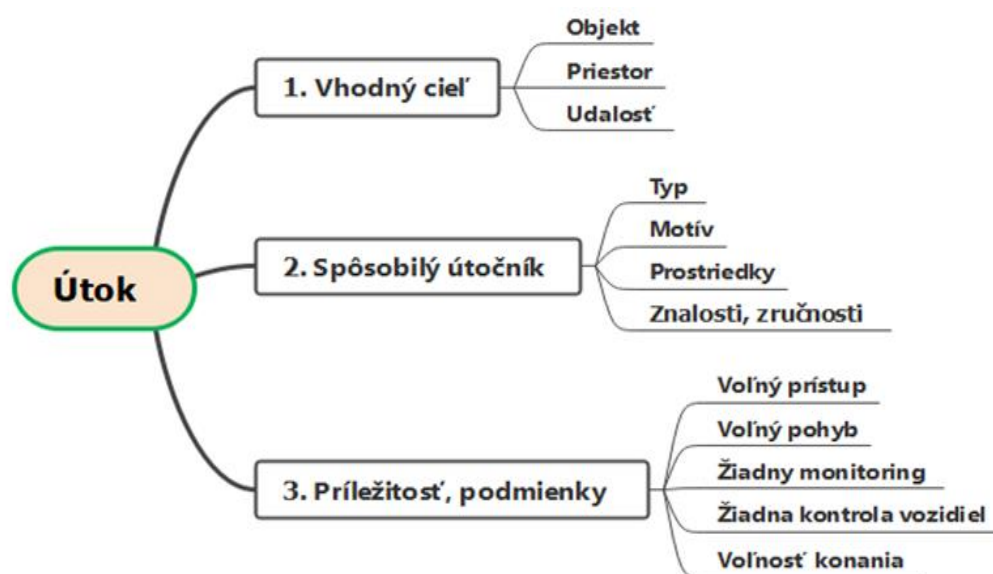 Útok
1. Vhodný cieľ
Objekt
Priestor
Udalosť
2. Spôsobilý útočník
Typ
Motív
Prostriedky
Znalosti, zručnosti
3. Príležitosť, podmienky
Voľný prístup
Voľný pohyb
Žiadny monitoring
Žiadna kontrola vozidiel
Voľnosť konania